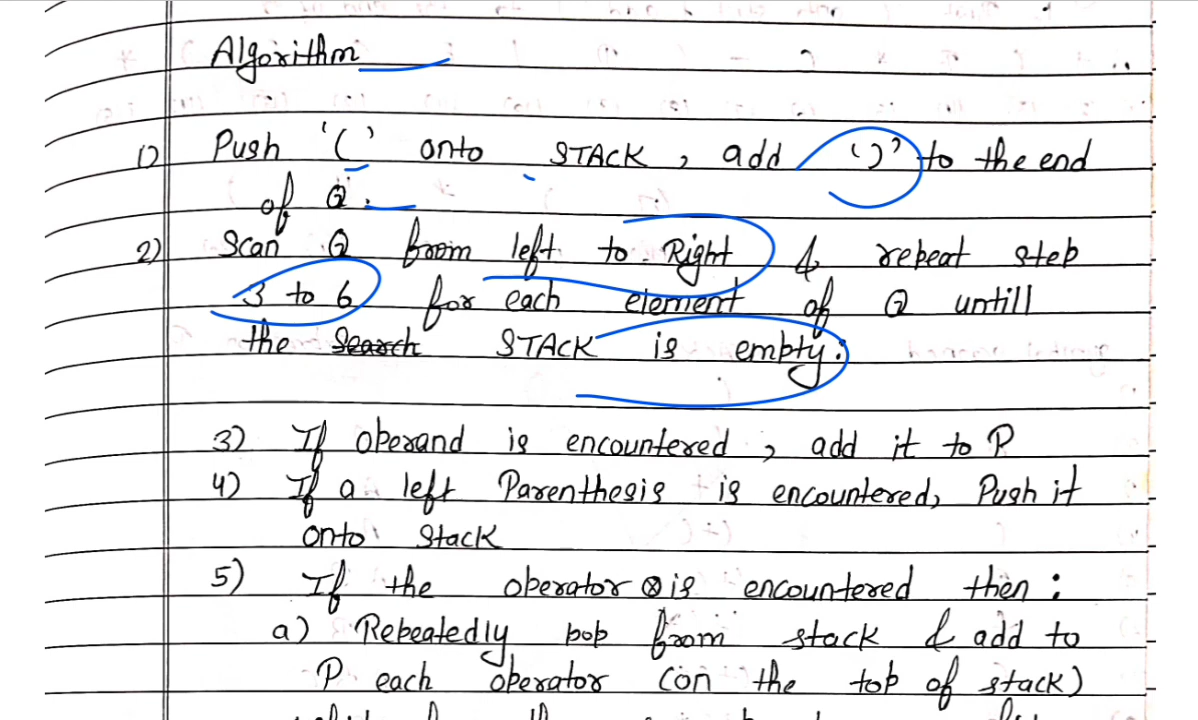 Algorithm
1) Push '(' onto STACK, add ')' to the end
of Q.
2) Scan Q from left to Right & repeat step
3 to 6 for each element of Q untill
the Search STACK is empty.
3) If operand is encountered, add it to P
4) If a left Parenthesis is encountered, Push it
onto Stack
5) If the operator ⊗ is encountered then :
a) Repeatedly pop from stack & add to
P each operator (on the top of stack)